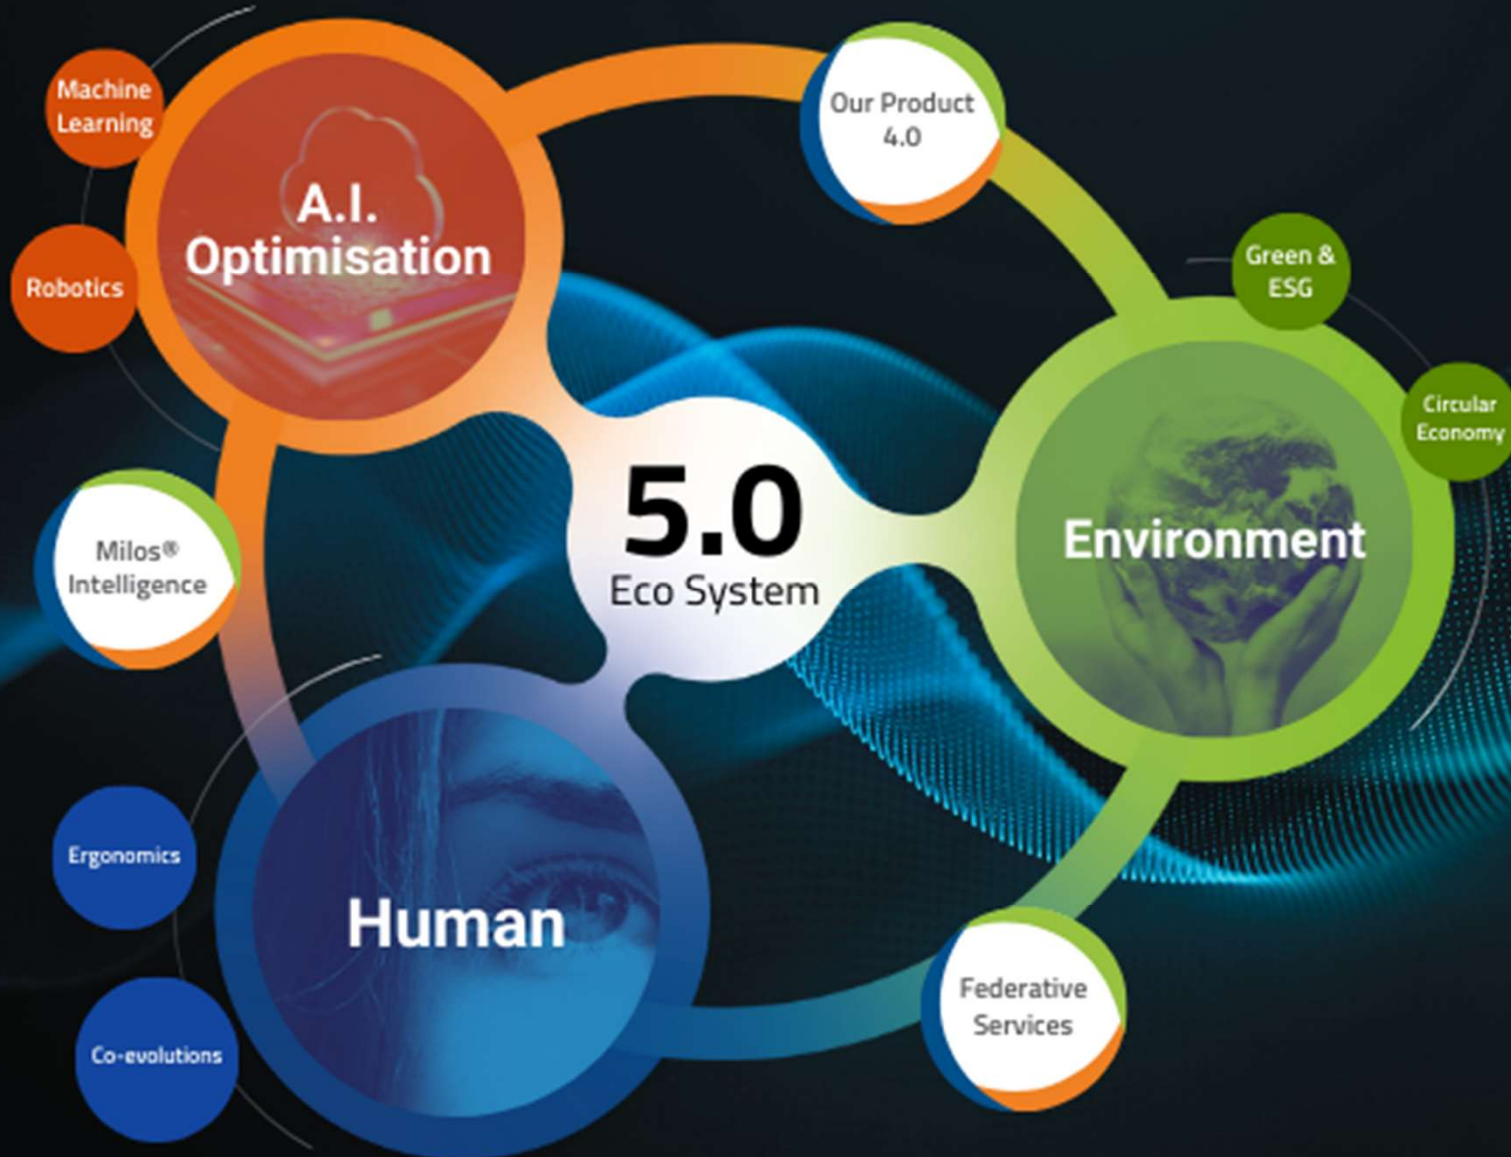 Machine
Learning
Robotics
A.I.
Optimisation
Our Product
4.0
Green &
ESG
Circular
Economy
Environment
5.0
Eco System
Milos®
Intelligence
Ergonomics
Human
Co-evolutions
Federative
Services